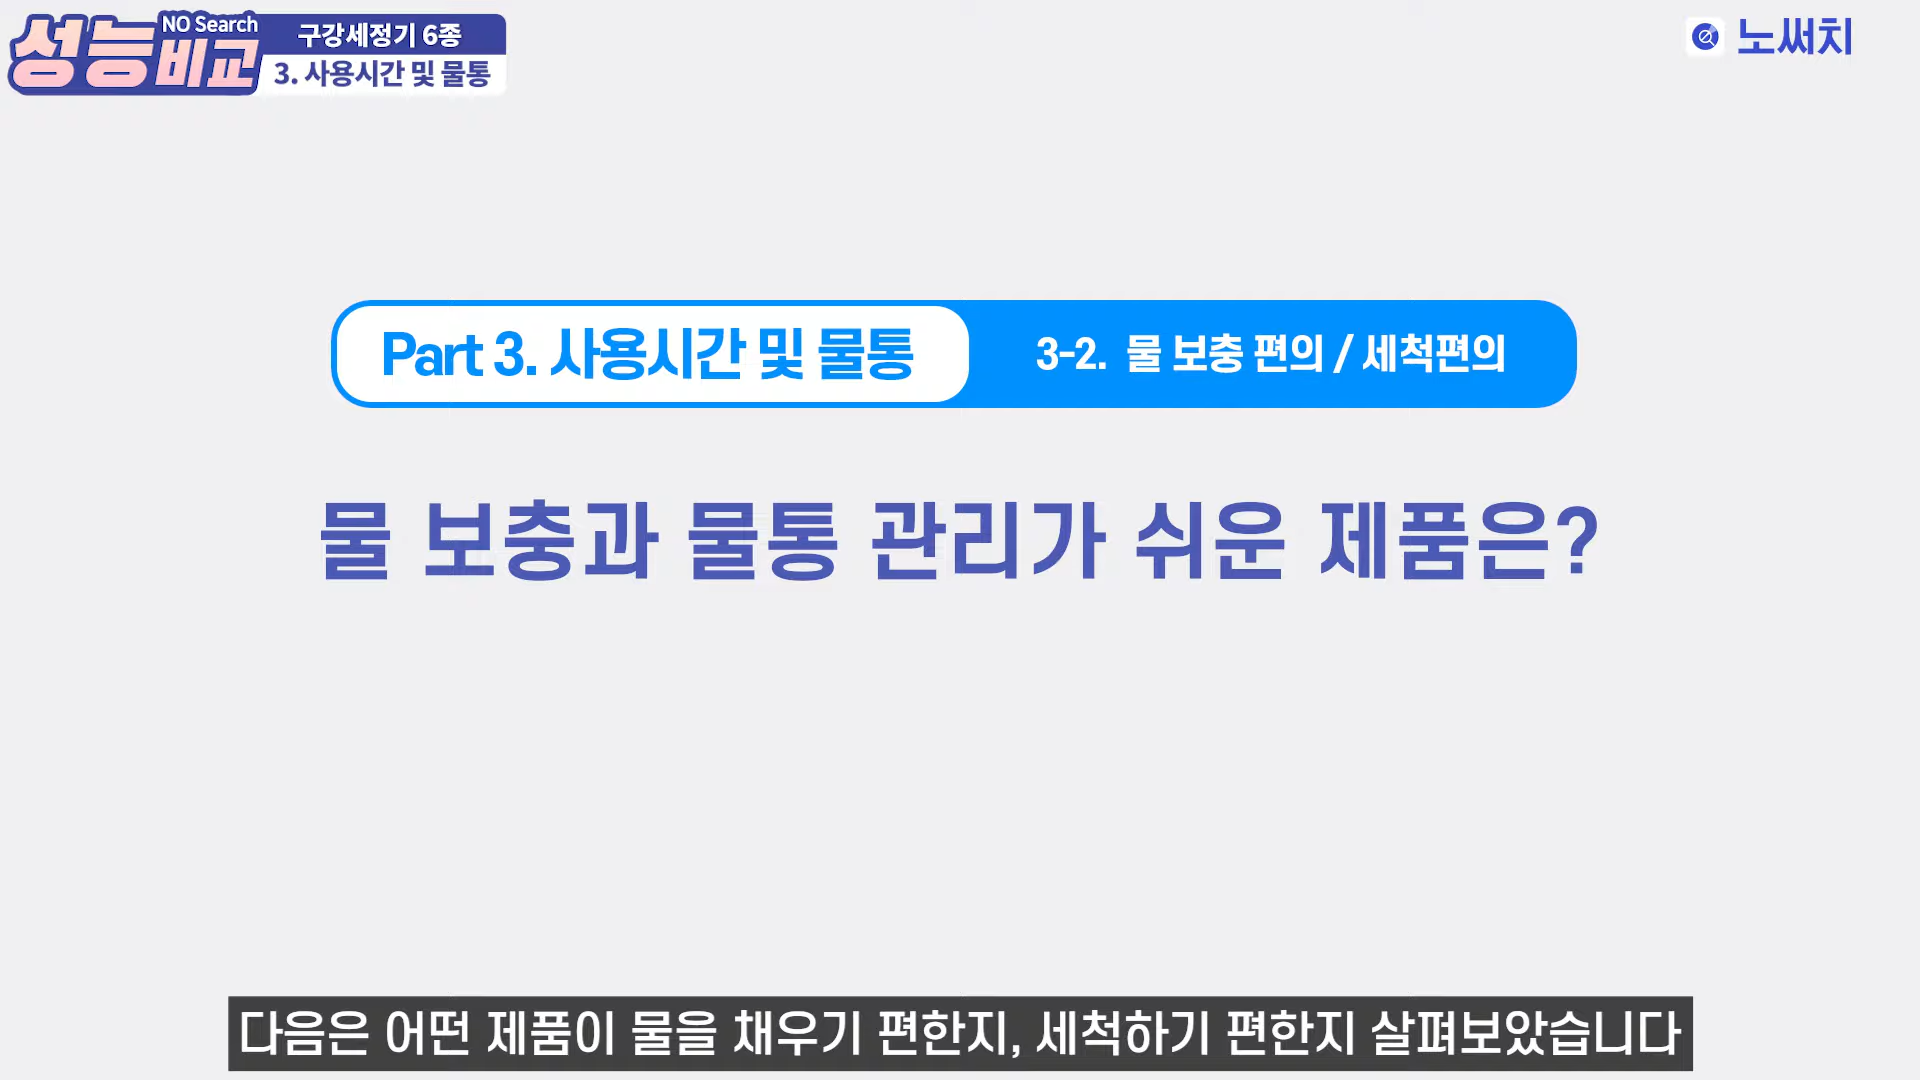 성능비교
NO Search
구강세정기 6종
3. 사용시간 및 물통
노써치
Part 3. 사용시간 및 물통
3-2. 물 보충 편의 / 세척편의
물 보충과 물통 관리가 쉬운 제품은?
다음은 어떤 제품이 물을 채우기 편한지, 세척하기 편한지 살펴보았습니다